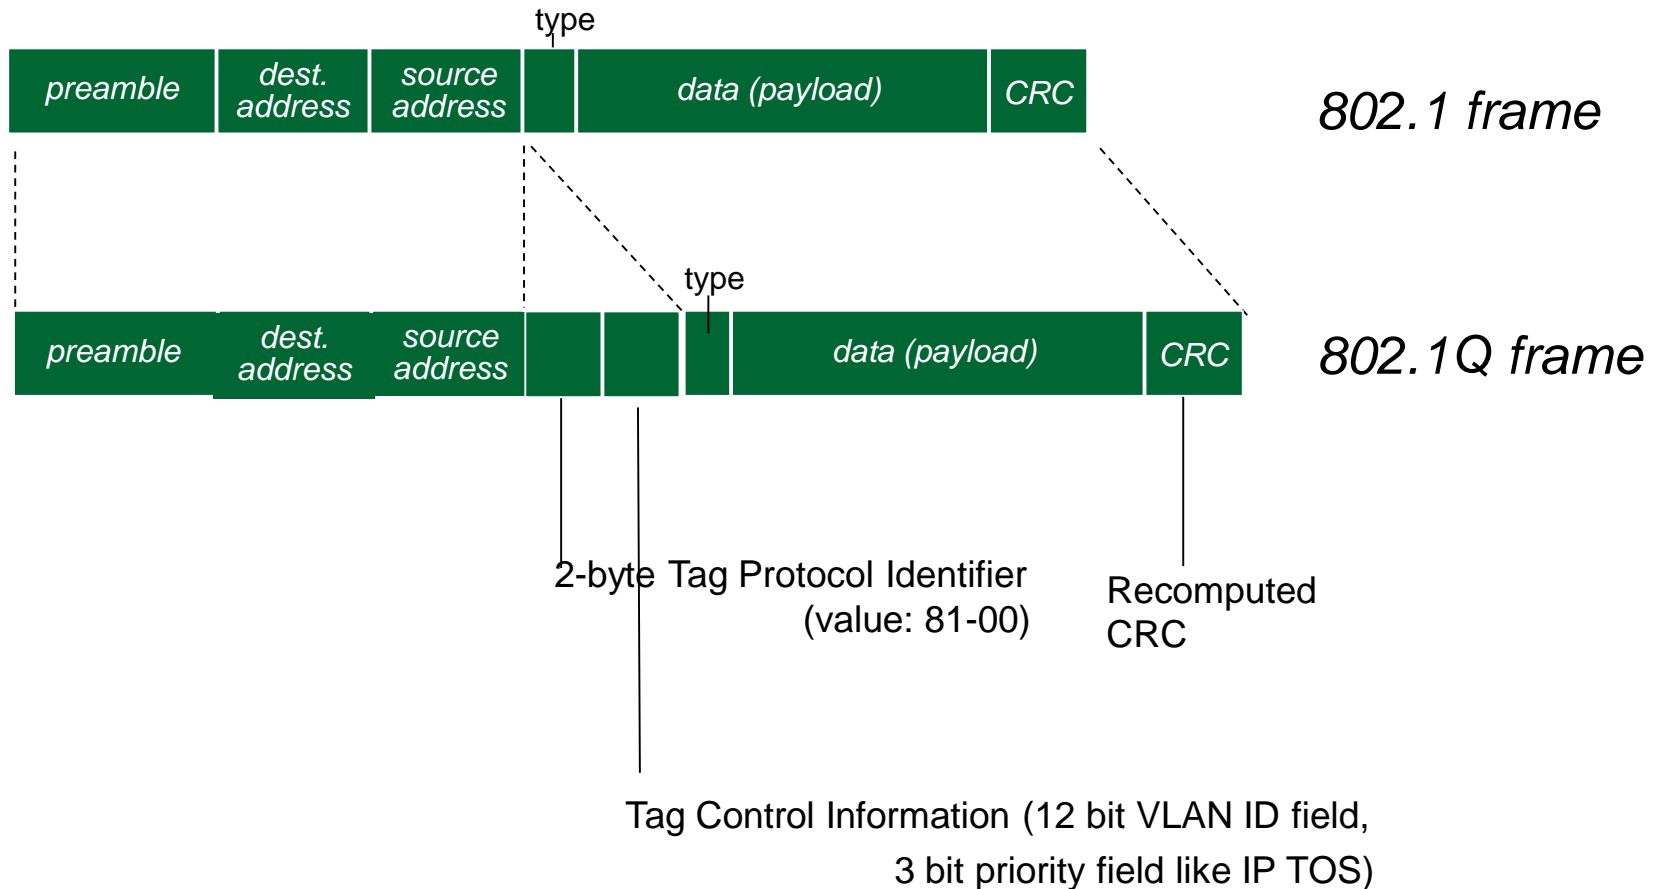 type
preamble
dest.
address
source
address
data (payload)
CRC
802.1 frame
type
preamble
dest.
address
source
address
data (payload)
CRC
802.1Q frame
2-byte Tag Protocol Identifier
(value: 81-00)
Recomputed
CRC
Tag Control Information (12 bit VLAN ID field,
3 bit priority field like IP TOS)